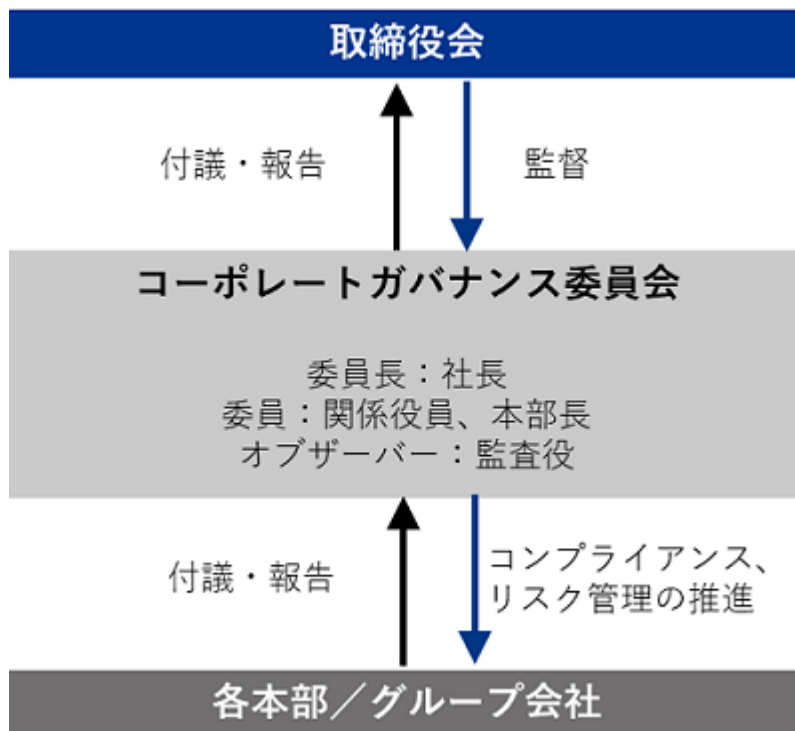 取締役会
付議・報告
監督
コーポレートガバナンス委員会
委員長：社長
委員：関係役員、本部長
オブザーバー：監査役
付議・報告
コンプライアンス、
リスク管理の推進
各本部／グループ会社